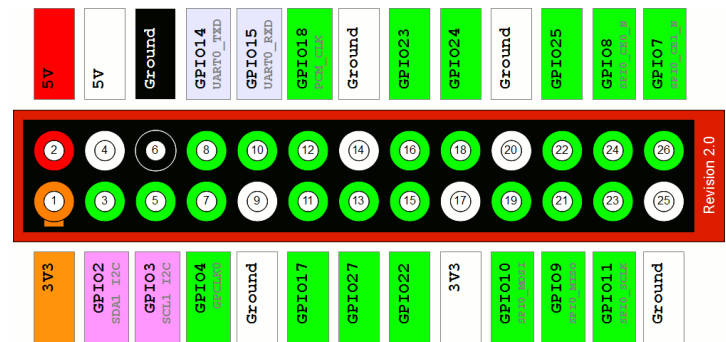 5V
5V
Ground
GPIO14
UART0_TXD
GPIO15
UART0_RXD
GPIO18
PCM_CLK
Ground
GPIO23
GPIO24
Ground
GPIO25
GPIO8
SPI0_CE0_N
GPIO7
SPI0_CE1_N
2 4 6 8 10 12 14 16 18 20 22 24 26
1 3 5 7 9 11 13 15 17 19 21 23 25
Revision 2.0
3V3
GPIO2
SDA1 I2C
GPIO3
SCL1 I2C
GPIO4
GPCLK0
Ground
GPIO17
GPIO27
GPIO22
3V3
GPIO10
SPI0_MOSI
GPIO9
SPI0_MISO
GPIO11
SPI0_SCLK
Ground